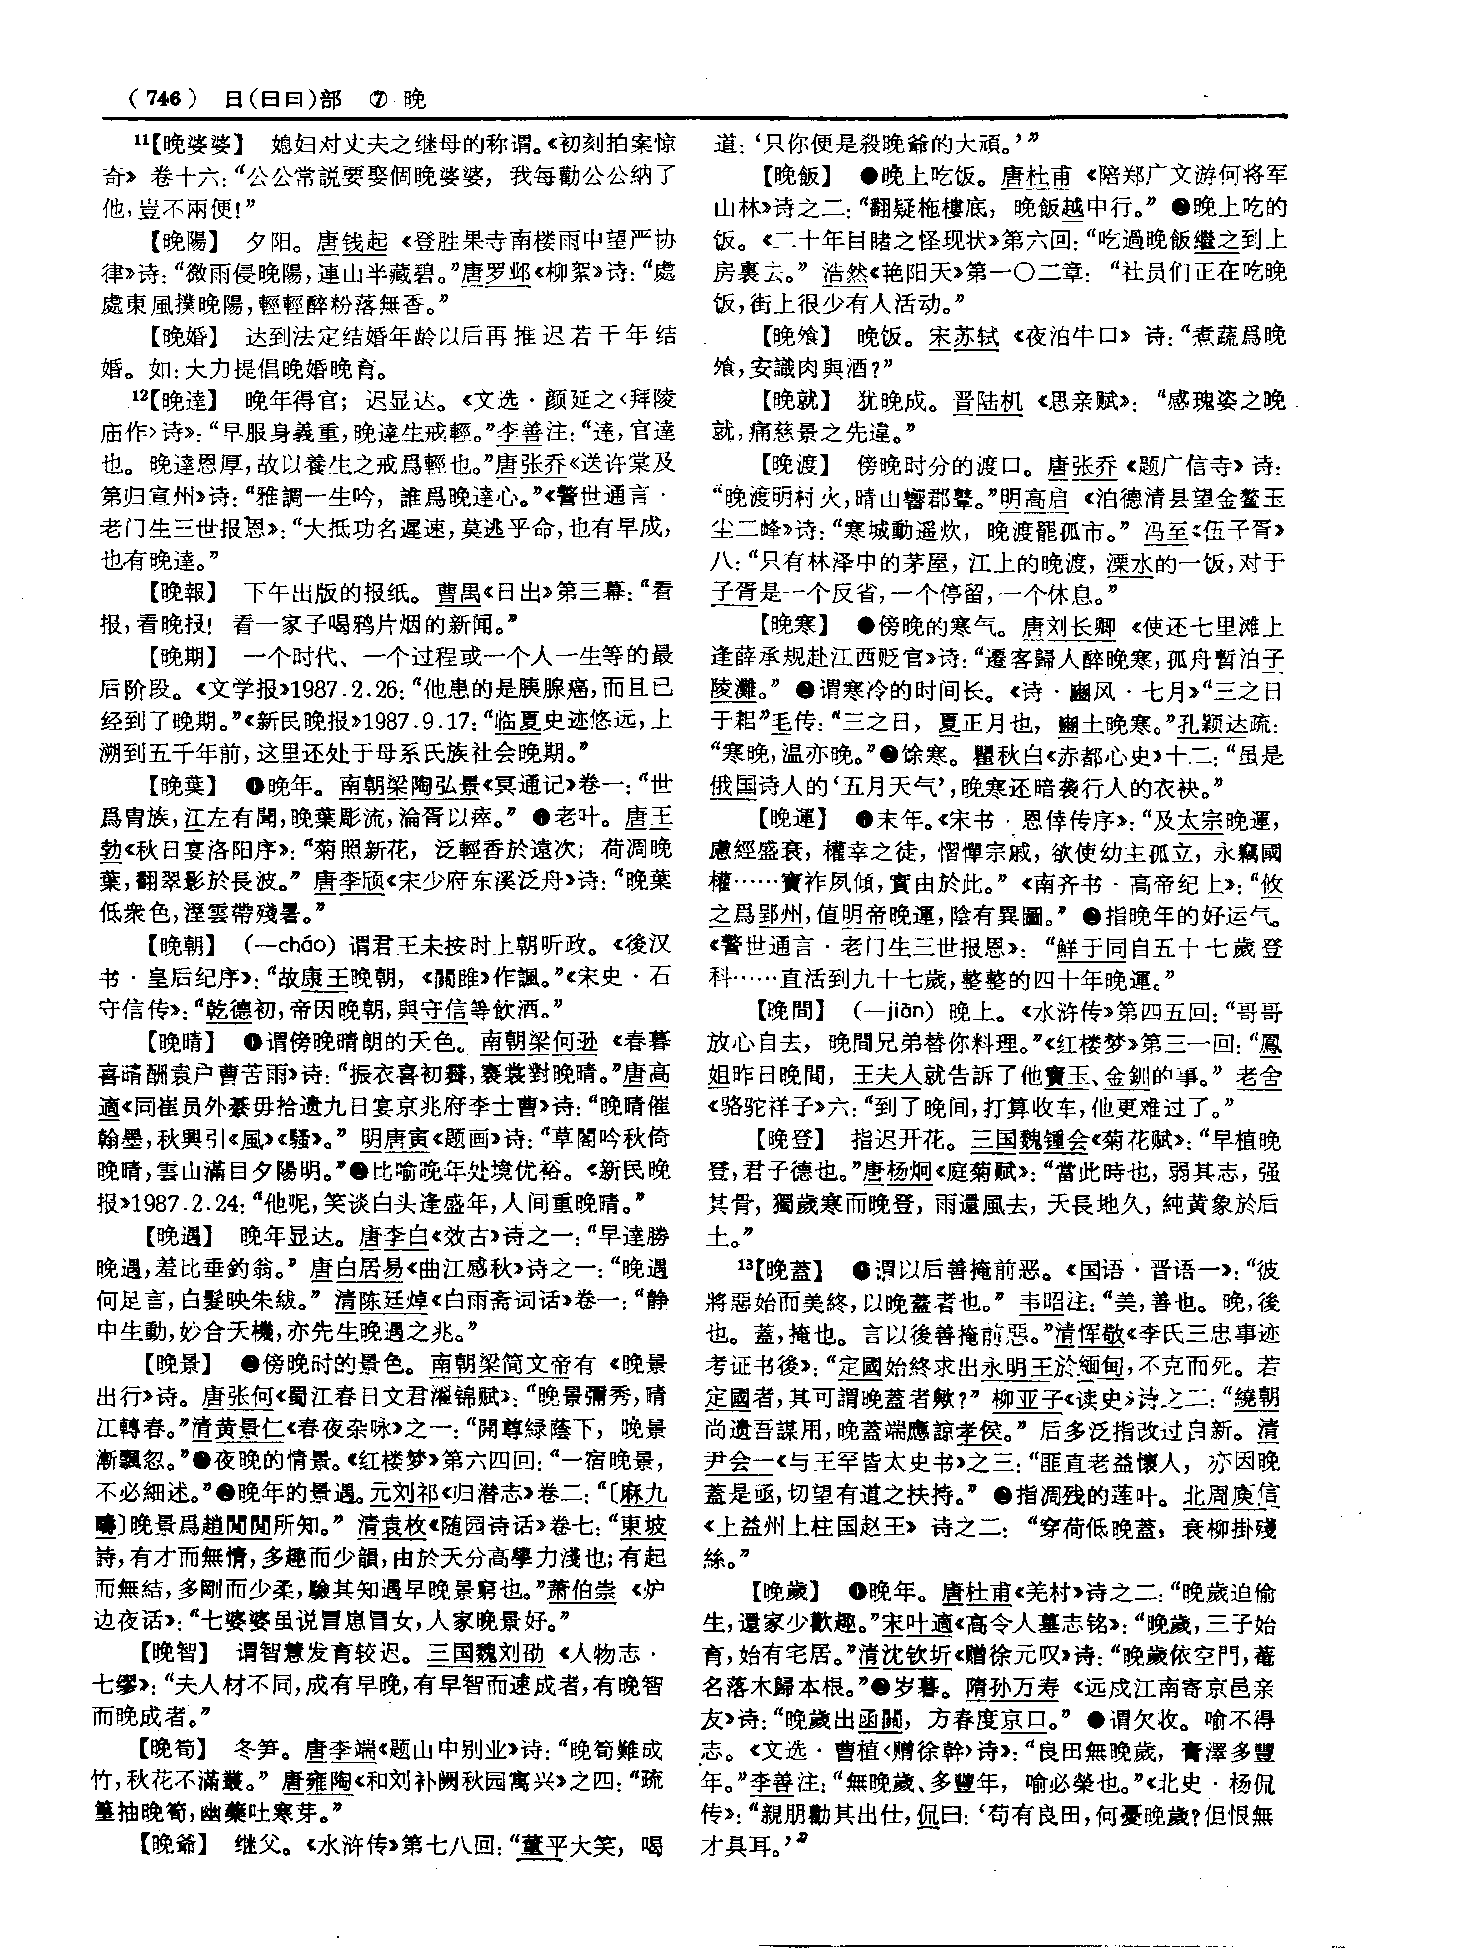 （746） 日(日曰)部 ⑦ 晚
11【晚婆婆】 媳妇对丈夫之继母的称谓。《初刻拍案惊
奇》卷十六：“公公常説要娶個晚婆婆，我每勸公公納了
他，豈不兩便！”
【晚陽】 夕阳。唐钱起《登胜果寺南楼雨中望严协
律》诗：“微雨侵晚陽，連山半藏碧。”唐罗邺《柳絮》诗：“處
處東風撲晚陽，輕輕醉粉落無香。”
【晚婚】 达到法定结婚年龄以后再推迟若干年结
婚。如：大力提倡晚婚晚育。
12【晚達】 晚年得官；迟显达。《文选·颜延之〈拜陵
庙作〉诗》：“早服身義重，晚達生戒輕。”李善注：“達，官達
也。晚達恩厚，故以養生之戒爲輕也。”唐张乔《送许棠及
第归宣州》诗：“雅調一生吟，誰爲晚達心。”《警世通言·
老门生三世报恩》：“大抵功名遲速，莫逃乎命，也有早成，
也有晚達。”
【晚報】 下午出版的报纸。曹禺《日出》第三幕：“看
报，看晚报！看一家子喝鸦片烟的新闻。”
【晚期】 一个时代、一个过程或一个人一生等的最
后阶段。《文学报》1987.2.26：“他患的是胰腺癌，而且已
经到了晚期。”《新民晚报》1987.9.17：“临夏史迹悠远，上
溯到五千年前，这里还处于母系氏族社会晚期。”
【晚葉】 ❶晚年。南朝梁陶弘景《冥通记》卷一：“世
爲胄族，江左有聞，晚葉彫流，淪胥以瘁。” ❷老叶。唐王
勃《秋日宴洛阳序》：“菊照新花，泛輕香於遠次；荷凋晚
葉，翻翠影於長波。” 唐李颀《宋少府东溪泛舟》诗：“晚葉
低衆色，溼雲帶殘暑。”
【晚朝】 （—cháo）谓君王未按时上朝听政。《後汉
书·皇后纪序》：“故康王晚朝，《關雎》作諷。”《宋史·石
守信传》：“乾德初，帝因晚朝，與守信等飲酒。”
【晚晴】 ❶谓傍晚晴朗的天色。南朝梁何逊《春暮
喜晴酬袁户曹苦雨》诗：“振衣喜初霽，褰裳對晚晴。”唐高
適《同崔员外綦毋拾遗九日宴京兆府李士曹》诗：“晚晴催
翰墨，秋興引《風》《騷》。” 明唐寅《题画》诗：“草閣吟秋倚
晚晴，雲山滿目夕陽明。”❷比喻晚年处境优裕。《新民晚
报》1987.2.24：“他呢，笑谈白头逢盛年，人间重晚晴。”
【晚遇】 晚年显达。唐李白《效古》诗之一：“早達勝
晚遇，羞比垂釣翁。” 唐白居易《曲江感秋》诗之一：“晚遇
何足言，白髮映朱紱。” 清陈廷焯《白雨斋词话》卷一：“静
中生動，妙合天機，亦先生晚遇之兆。”
【晚景】 ❶傍晚时的景色。南朝梁简文帝有《晚景
出行》诗。唐张何《蜀江春日文君濯锦赋》：“晚景彌秀，晴
江轉春。”清黄景仁《春夜杂咏》之一：“開尊緑蔭下，晚景
漸飄忽。”❷夜晚的情景。《红楼梦》第六四回：“一宿晚景，
不必細述。”❸晚年的景遇。元刘祁《归潜志》卷二：“〔麻九
疇〕晚景爲趙閒閒所知。” 清袁枚《随园诗话》卷七：“東坡
詩，有才而無情，多趣而少韻，由於天分高，學力淺也；有起
而無結，多剛而少柔，驗其知遇早晚景窮也。”萧伯崇《炉
边夜话》：“七婆婆虽说冒崽冒女，人家晚景好。”
【晚智】 谓智慧发育较迟。三国魏刘劭《人物志·
七缪》：“夫人材不同，成有早晚，有早智而速成者，有晚智
而晚成者。”
【晚筍】 冬笋。唐李端《题山中别业》诗：“晚筍難成
竹，秋花不滿叢。” 唐雍陶《和刘补阙秋园寓兴》之四：“疏
篁抽晚筍，幽藥吐寒芽。”
【晚爺】 继父。《水浒传》第七八回：“董平大笑，喝
道：‘只你便是殺晚爺的大頑。’”
【晚飯】 ❶晚上吃饭。唐杜甫《陪郑广文游何将军
山林》诗之二：“翻疑柂樓底，晚飯越中行。” ❷晚上吃的
饭。《二十年目睹之怪现状》第六回：“吃過晚飯繼之到上
房裏去。” 浩然《艳阳天》第一〇二章：“社员们正在吃晚
饭，街上很少有人活动。”
【晚飧】 晚饭。宋苏轼《夜泊牛口》诗：“煮蔬爲晚
飧，安識肉與酒？”
【晚就】 犹晚成。晋陆机《思亲赋》：“感瑰姿之晚
就，痛慈景之先違。”
【晚渡】 傍晚时分的渡口。唐张乔《题广信寺》诗：
“晚渡明村火，晴山響郡鼙。”明高启《泊德清县望金鳌玉
尘二峰》诗：“寒城動遥炊，晚渡罷孤市。” 冯至《伍子胥》
八：“只有林泽中的茅屋，江上的晚渡，溧水的一饭，对于
子胥是一个反省，一个停留，一个休息。”
【晚寒】 ❶傍晚的寒气。唐刘长卿《使还七里滩上
逢薛承规赴江西贬官》诗：“遷客歸人醉晚寒，孤舟暫泊子
陵灘。” ❷谓寒冷的时间长。《诗·豳风·七月》“三之日
于耜”毛传：“三之日，夏正月也，豳土晚寒。”孔颖达疏：
“寒晚，温亦晚。”❸馀寒。瞿秋白《赤都心史》十二：“虽是
俄国诗人的‘五月天气’，晚寒还暗袭行人的衣袂。”
【晚運】 ❶末年。《宋书·恩倖传序》：“及太宗晚運，
慮經盛衰，權幸之徒，慴憚宗戚，欲使幼主孤立，永竊國
權……寶祚夙傾，實由於此。” 《南齐书·高帝纪上》：“攸
之爲郢州，值明帝晚運，陰有異圖。” ❷指晚年的好运气。
《警世通言·老门生三世报恩》：“鮮于同自五十七歲登
科……直活到九十七歲，整整的四十年晚運。”
【晚間】 （—jiān）晚上。《水浒传》第四五回：“哥哥
放心自去，晚間兄弟替你料理。”《红楼梦》第三一回：“鳳
姐昨日晚間，王夫人就告訴了他寶玉、金釧的事。” 老舍
《骆驼祥子》六：“到了晚间，打算收车，他更难过了。”
【晚登】 指迟开花。三国魏锺会《菊花赋》：“早植晚
登，君子德也。”唐杨炯《庭菊赋》：“當此時也，弱其志，强
其骨，獨歲寒而晚登，雨還風去，天長地久，純黄象於后
土。”
13【晚蓋】 ❶谓以后善掩前恶。《国语·晋语一》：“彼
將惡始而美終，以晚蓋者也。” 韦昭注：“美，善也。晚，後
也。蓋，掩也。言以後善掩前惡。”清恽敬《李氏三忠事迹
考证书後》：“定國始終求出永明王於緬甸，不克而死。若
定國者，其可謂晚蓋者歟？” 柳亚子《读史》诗之二：“繞朝
尚遺吾謀用，晚蓋端應諒孝侯。” 后多泛指改过自新。清
尹会一《与王罕皆太史书》之三：“匪直老益懷人，亦因晚
蓋是亟，切望有道之扶持。” ❷指凋残的莲叶。北周庾信
《上益州上柱国赵王》诗之二：“穿荷低晚蓋，衰柳掛殘
絲。”
【晚歲】 ❶晚年。唐杜甫《羌村》诗之二：“晚歲迫偷
生，還家少歡趣。”宋叶適《高令人墓志铭》：“晚歲，三子始
育，始有宅居。”清沈钦圻《赠徐元叹》诗：“晚歲依空門，菴
名落木歸本根。”❷岁暮。隋孙万寿《远戍江南寄京邑亲
友》诗：“晚歲出函關，方春度京口。” ❸谓欠收。喻不得
志。《文选·曹植〈赠徐幹〉诗》：“良田無晚歲，膏澤多豐
年。”李善注：“無晚歲、多豐年，喻必榮也。”《北史·杨侃
传》：“親朋勸其出仕，侃曰：‘苟有良田，何憂晚歲？但恨無
才具耳。’”